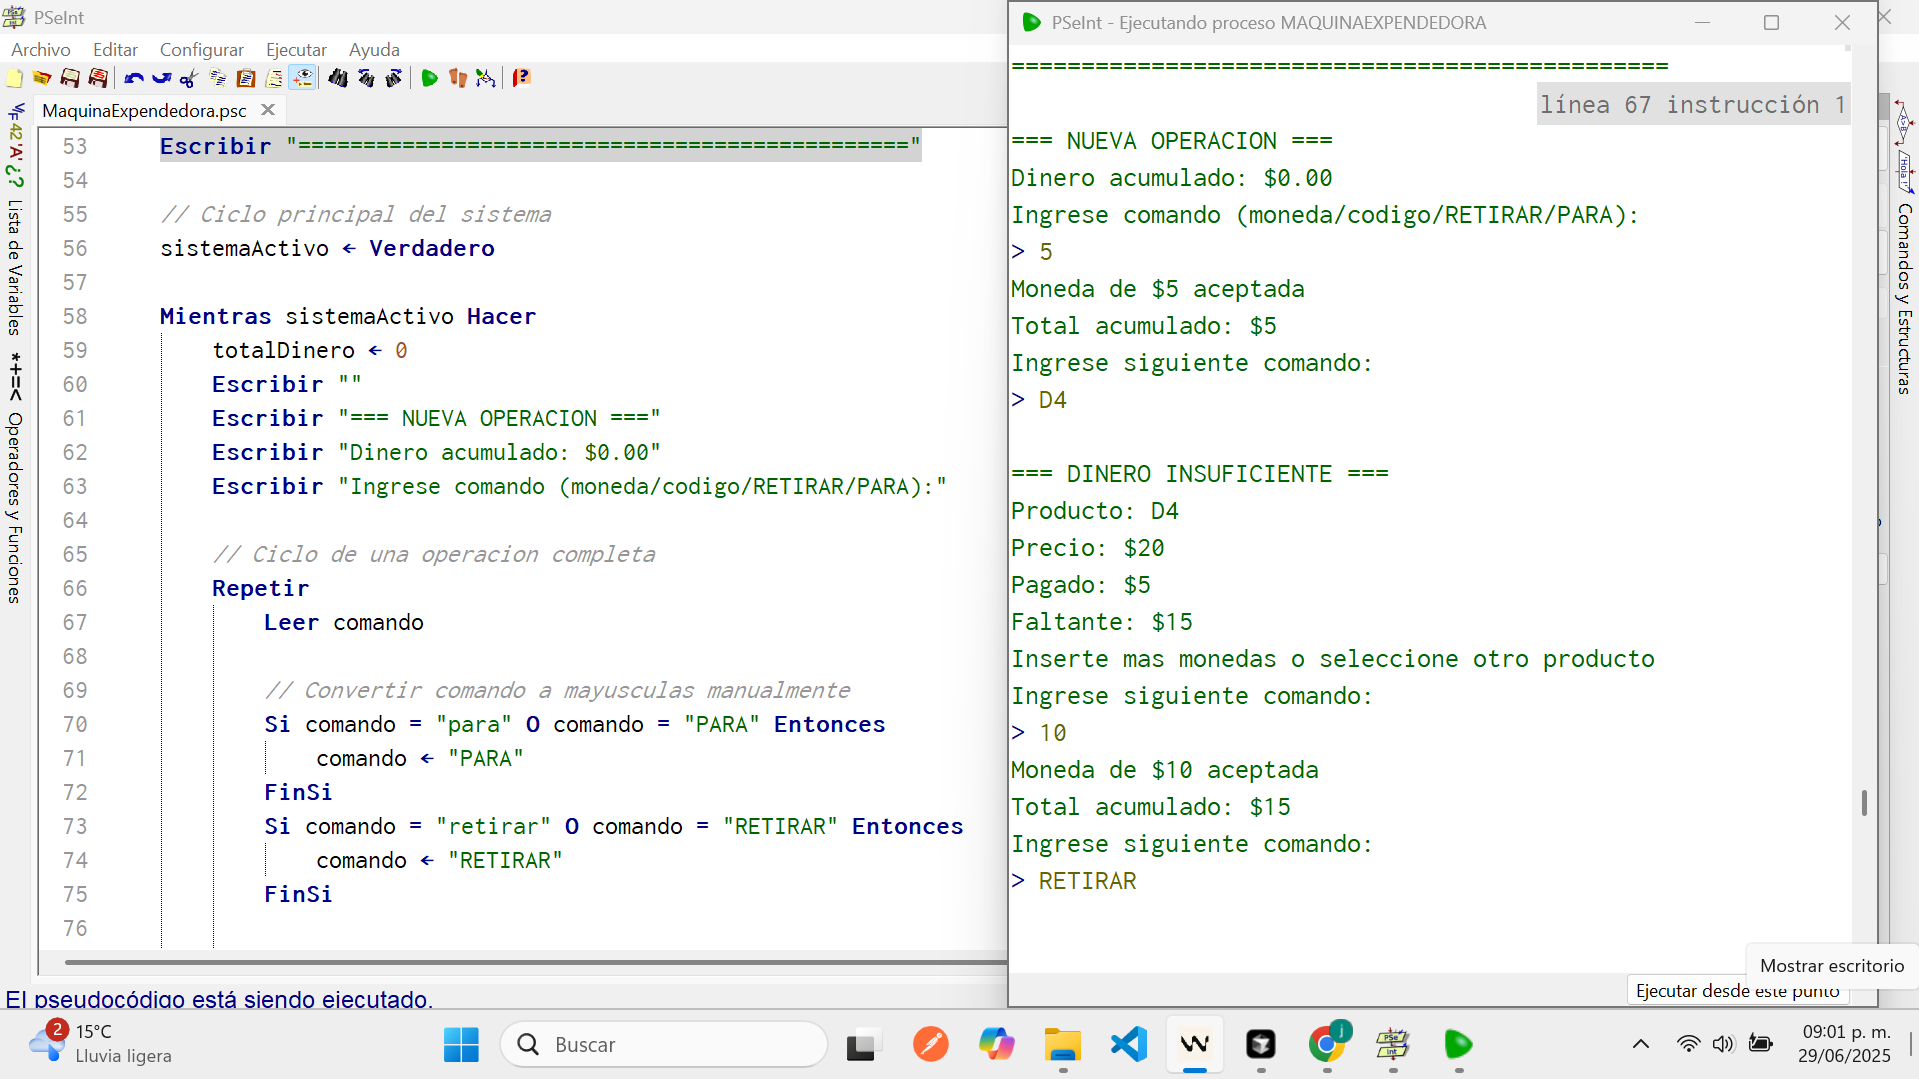 PSeInt
Archivo Editar Configurar Ejecutar Ayuda
MaquinaExpendedora.psc
Lista de Variables
Operadores y Funciones
53 Escribir "==============================================="
54
55 // Ciclo principal del sistema
56 sistemaActivo ← Verdadero
57
58 Mientras sistemaActivo Hacer
59 totalDinero ← 0
60 Escribir ""
61 Escribir "=== NUEVA OPERACION ==="
62 Escribir "Dinero acumulado: $0.00"
63 Escribir "Ingrese comando (moneda/codigo/RETIRAR/PARA):"
64
65 // Ciclo de una operacion completa
66 Repetir
67 Leer comando
68
69 // Convertir comando a mayusculas manualmente
70 Si comando = "para" O comando = "PARA" Entonces
71 comando ← "PARA"
72 FinSi
73 Si comando = "retirar" O comando = "RETIRAR" Entonces
74 comando ← "RETIRAR"
75 FinSi
76
El pseudocódigo está siendo ejecutado.
PSeInt - Ejecutando proceso MAQUINAEXPENDEDORA
===============================================
línea 67 instrucción 1
=== NUEVA OPERACION ===
Dinero acumulado: $0.00
Ingrese comando (moneda/codigo/RETIRAR/PARA):
> 5
Moneda de $5 aceptada
Total acumulado: $5
Ingrese siguiente comando:
> D4
=== DINERO INSUFICIENTE ===
Producto: D4
Precio: $20
Pagado: $5
Faltante: $15
Inserte mas monedas o seleccione otro producto
Ingrese siguiente comando:
> 10
Moneda de $10 aceptada
Total acumulado: $15
Ingrese siguiente comando:
> RETIRAR
Mostrar escritorio
Ejecutar desde este punto
Comandos y Estructuras
2
15°C
Lluvia ligera
Buscar
09:01 p. m.
29/06/2025